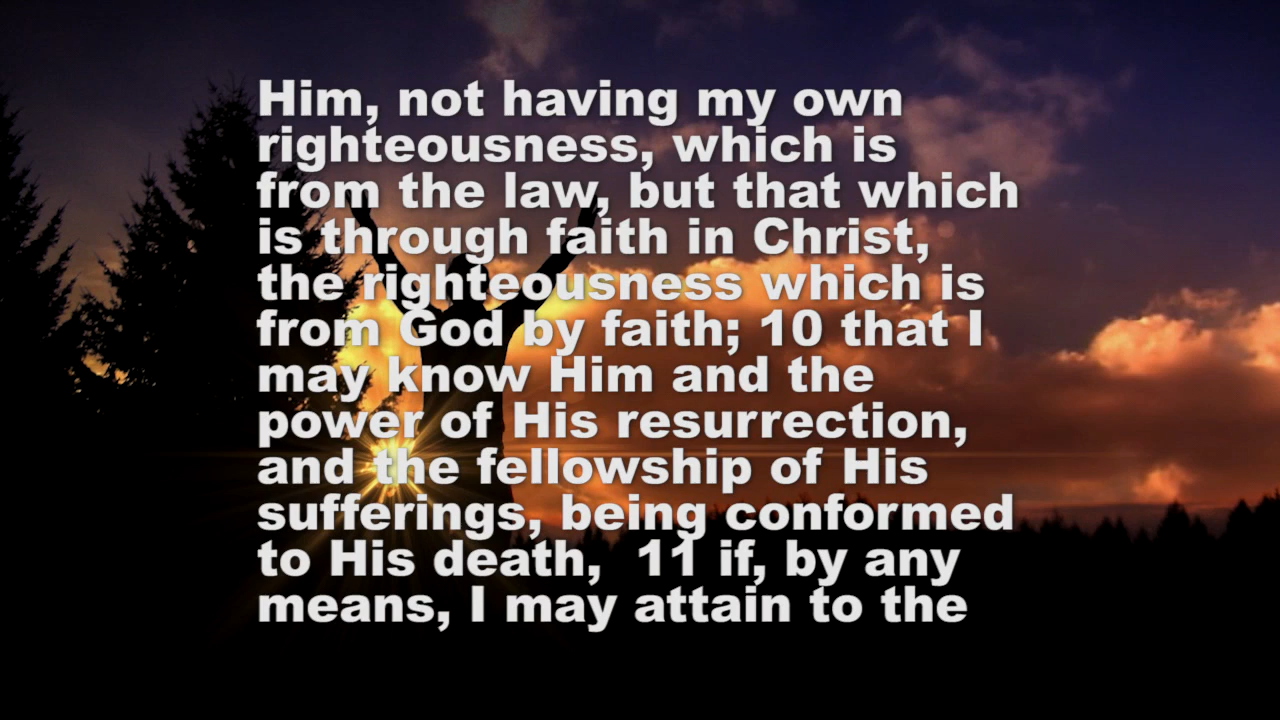 Him, not having my own
righteousness, which is
from the law, but that which
is through faith in Christ,
the righteousness which is
from God by faith; 10 that I
may know Him and the
power of His resurrection,
and the fellowship of His
sufferings, being conformed
to His death,  11 if, by any
means, I may attain to the